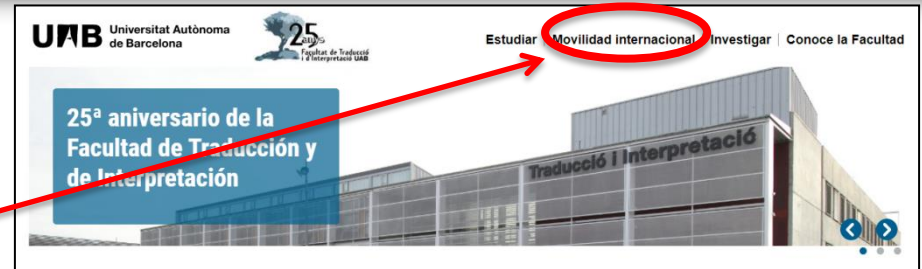 UAB Universitat Autònoma
de Barcelona
25
anys
Facultat de Traducció
i d'Interpretació UAB
Estudiar | Movilidad internacional | Investigar | Conoce la Facultad
25ª aniversario de la
Facultad de Traducción y
de Interpretación
Traducció i Interpretació